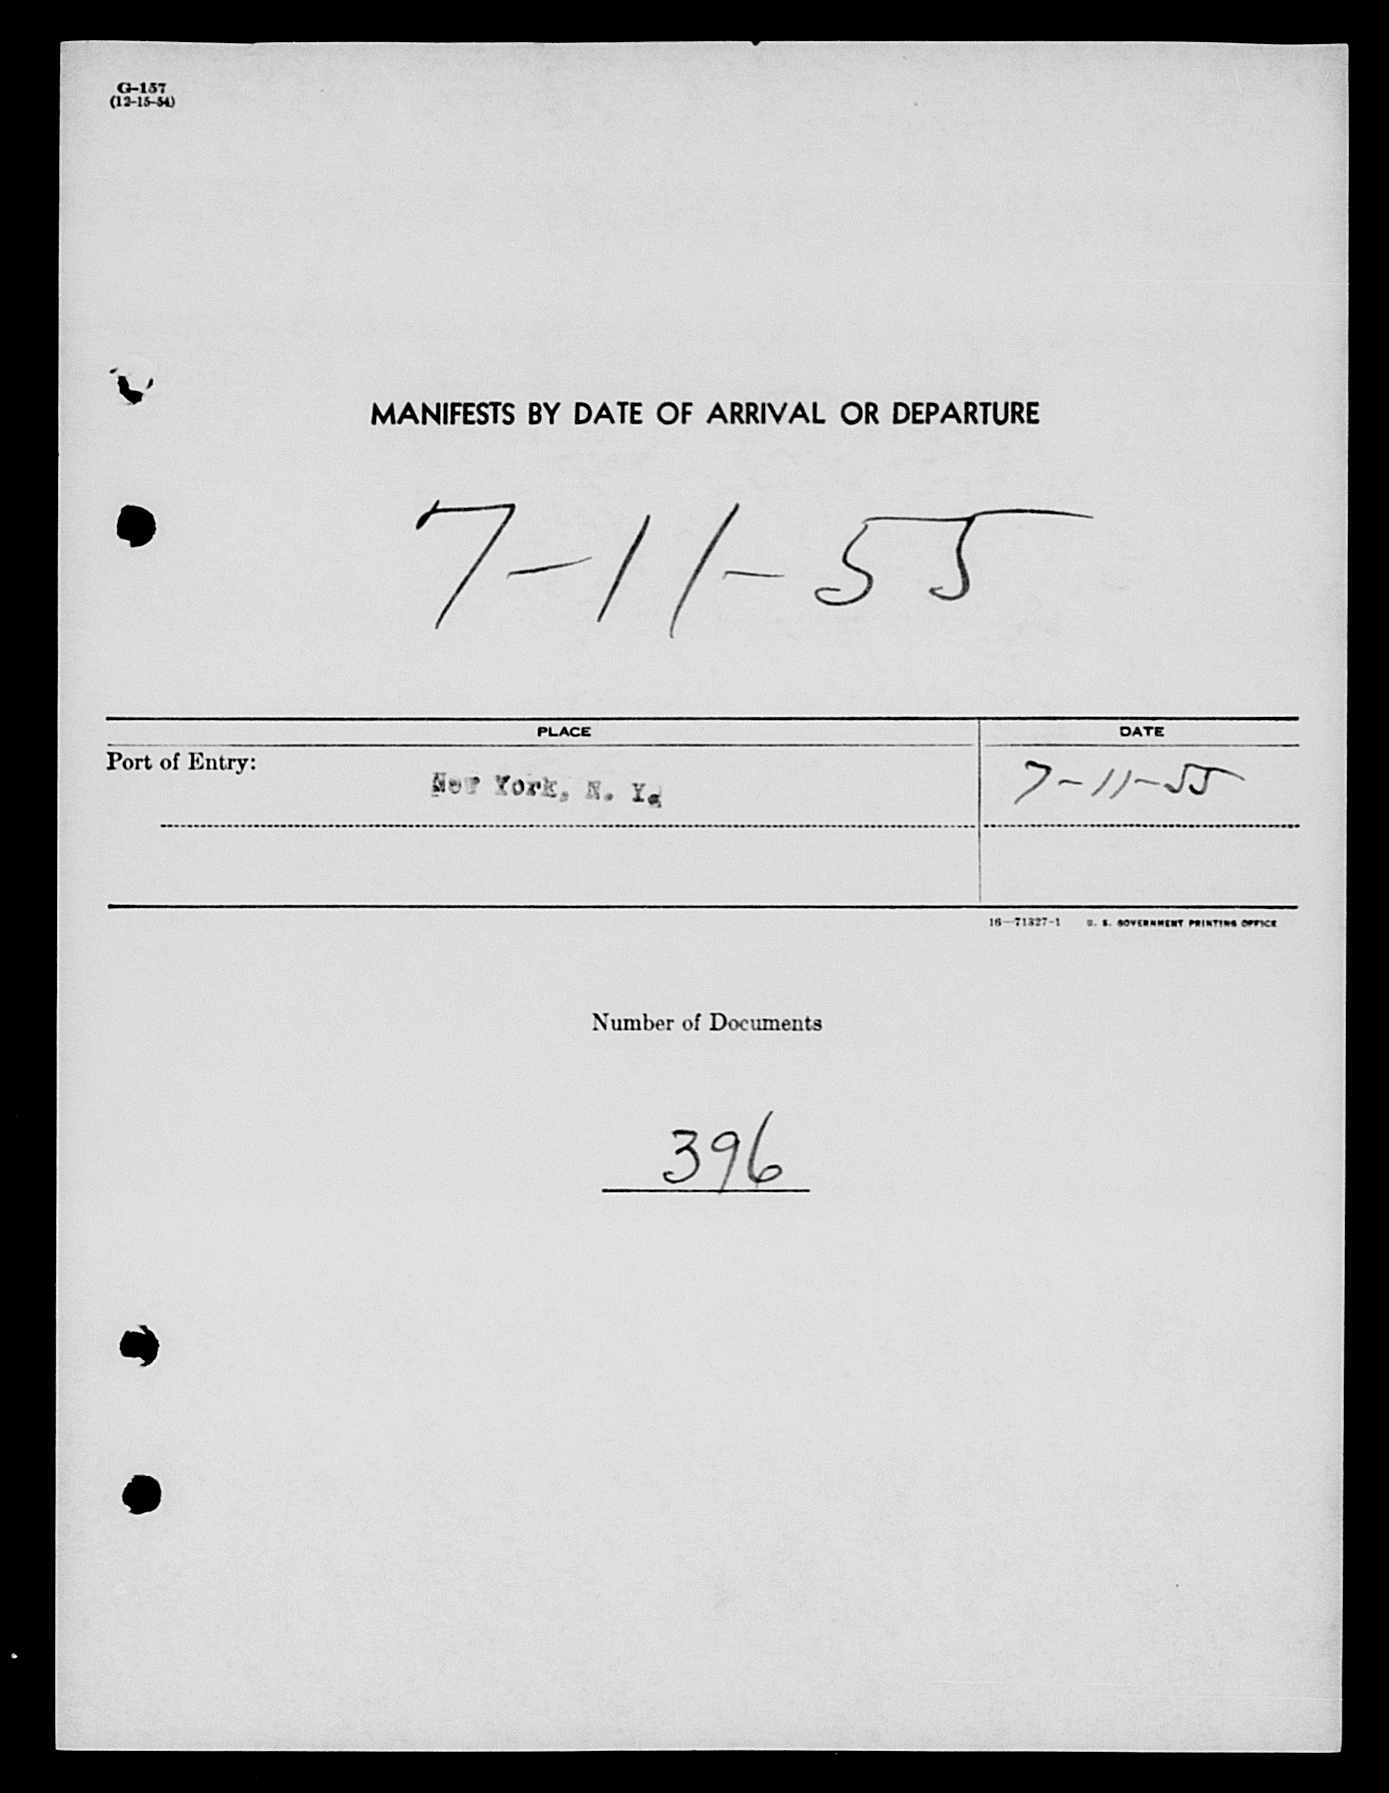 G-157
(12-15-54)
MANIFESTS BY DATE OF ARRIVAL OR DEPARTURE
7-11-55
PLACE DATE
Port of Entry: New York, N. Y. 7-11-55
16—71327-1 U. S. GOVERNMENT PRINTING OFFICE
Number of Documents
396